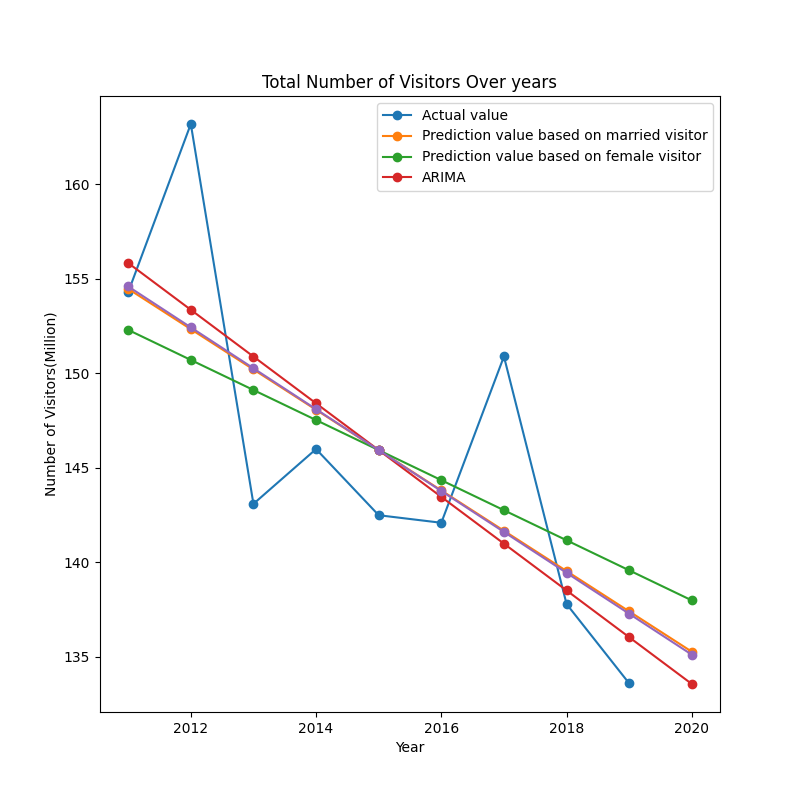 Total Number of Visitors Over years
Actual value
Prediction value based on married visitor
Prediction value based on female visitor
ARIMA
160
155
150
145
140
135
Number of Visitors(Million)
2012 2014 2016 2018 2020
Year